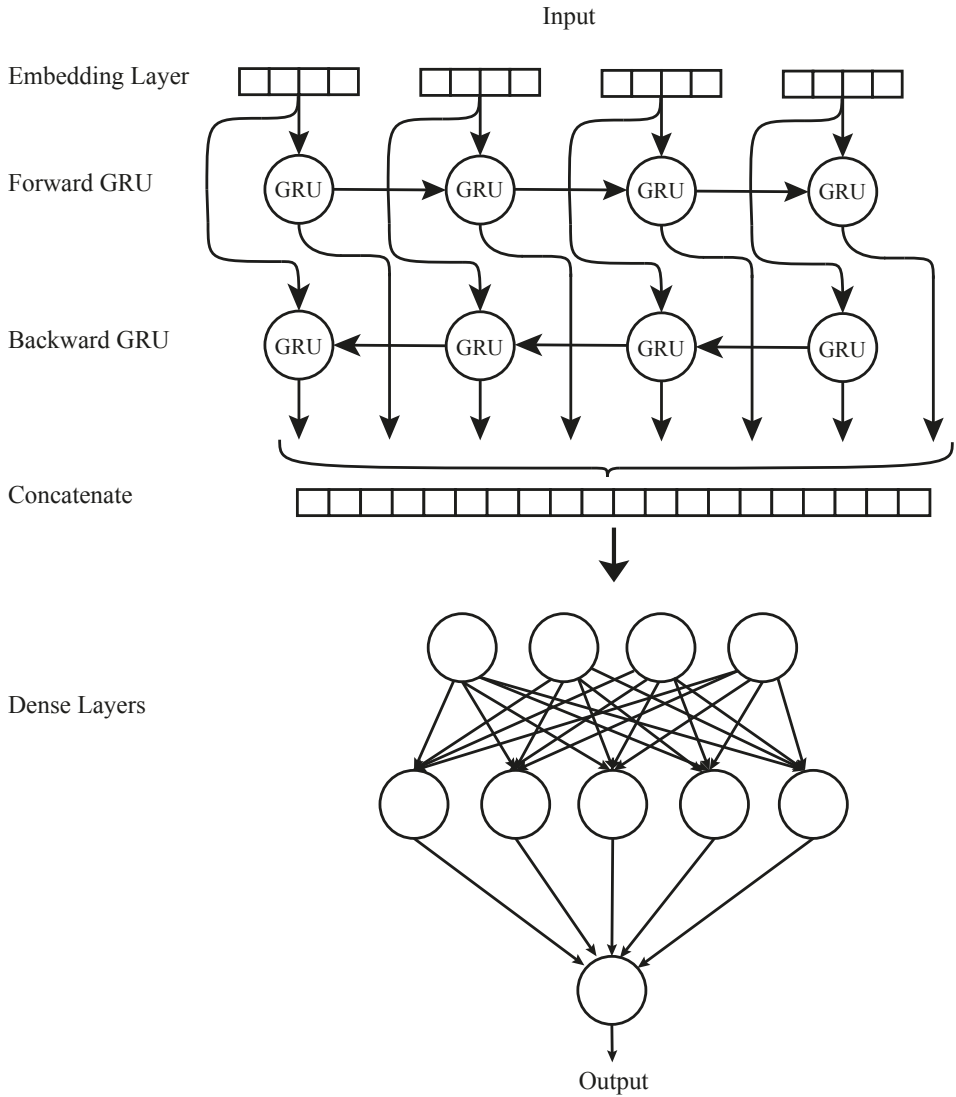 Input
Embedding Layer
Forward GRU
GRU
GRU
GRU
GRU
Backward GRU
GRU
GRU
GRU
GRU
Concatenate
Dense Layers
Output